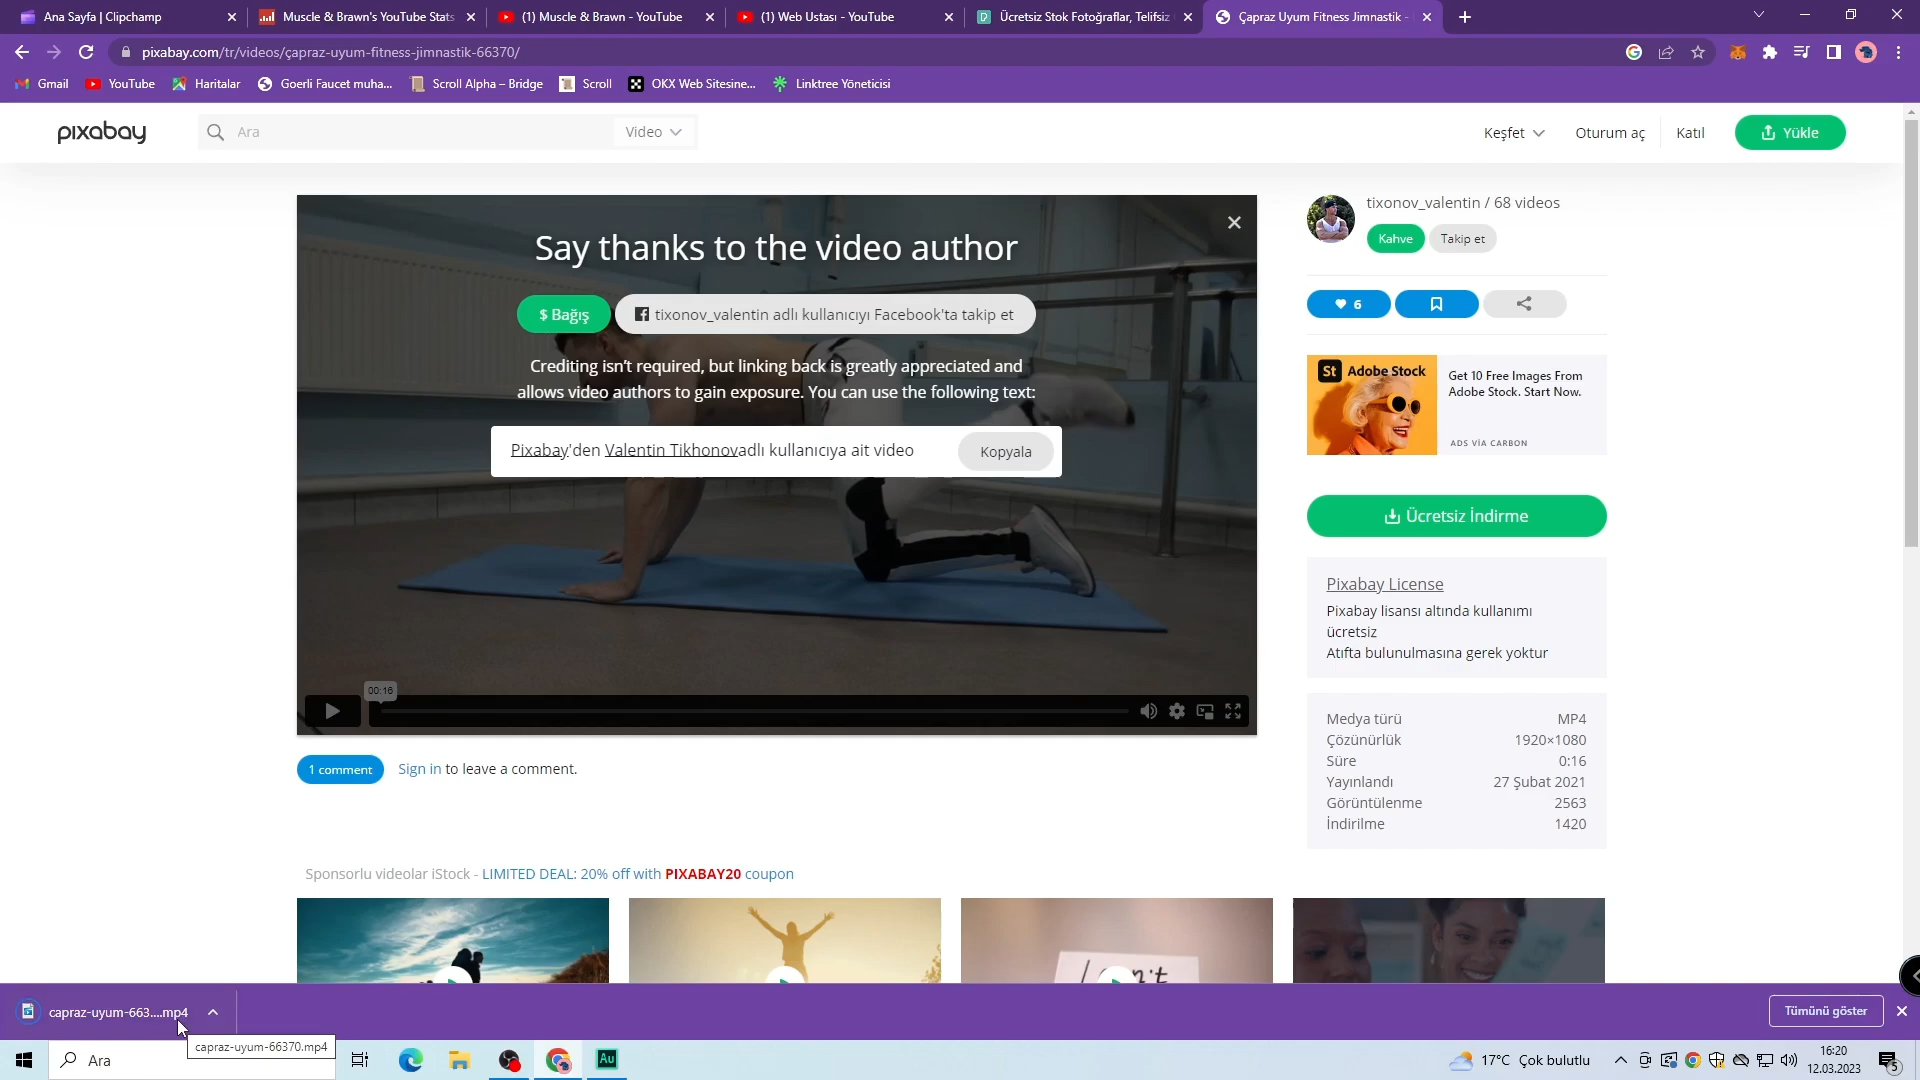 Ana Sayfa | Clipchamp
Muscle & Brawn's YouTube Stats
(1) Muscle & Brawn - YouTube
(1) Web Ustası - YouTube
Ücretsiz Stok Fotoğraflar, Telifsiz
Çapraz Uyum Fitness Jimnastik -
pixabay.com/tr/videos/çapraz-uyum-fitness-jimnastik-66370/
Gmail
YouTube
Haritalar
Goerli Faucet muha...
Scroll Alpha – Bridge
Scroll
OKX Web Sitesine...
Linktree Yöneticisi
pixabay
Ara
Video
Keşfet
Oturum aç
Katıl
Yükle
Say thanks to the video author
$ Bağış
tixonov_valentin adlı kullanıcıyı Facebook'ta takip et
Crediting isn't required, but linking back is greatly appreciated and
allows video authors to gain exposure. You can use the following text:
Pixabay'den Valentin Tikhonovadlı kullanıcıya ait video
Kopyala
00:16
1 comment
Sign in to leave a comment.
tixonov_valentin / 68 videos
Kahve
Takip et
6
St Adobe Stock
Get 10 Free Images From
Adobe Stock. Start Now.
ADS VİA CARBON
Ücretsiz İndirme
Pixabay License
Pixabay lisansı altında kullanımı
ücretsiz
Atıfta bulunulmasına gerek yoktur
Medya türü MP4
Çözünürlük 1920×1080
Süre 0:16
Yayınlandı 27 Şubat 2021
Görüntülenme 2563
İndirilme 1420
Sponsorlu videolar iStock - LIMITED DEAL: 20% off with PIXABAY20 coupon
capraz-uyum-663....mp4
Tümünü göster
capraz-uyum-66370.mp4
Ara
Au
17°C Çok bulutlu
16:20
12.03.2023
5